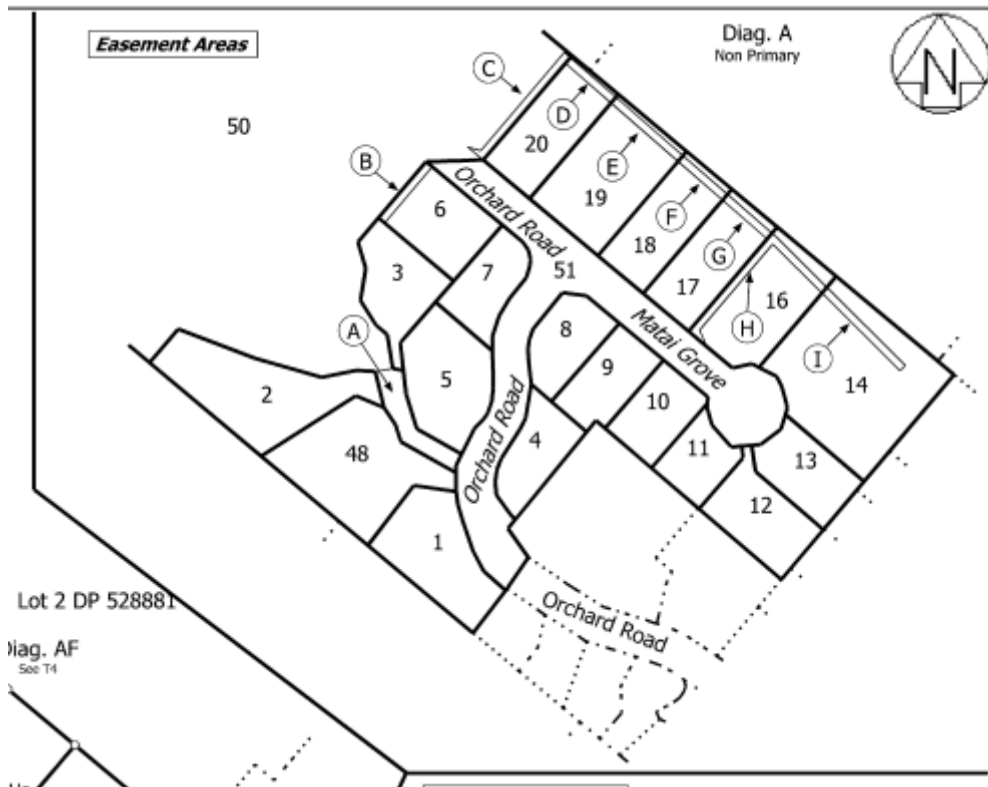 Easement Areas
Diag. A
Non Primary
N
50
C
D
20
E
19
B
6
Orchard Road
F
18
G
17
51
3
7
H
16
I
14
A
8
Matai Grove
2
5
9
10
Orchard Road
4
11
13
48
12
1
Lot 2 DP 528881
Orchard Road
Diag. AF
See T4